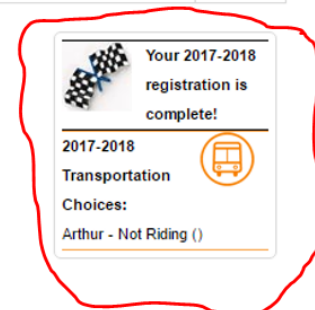 Your 2017-2018
registration is
complete!
2017-2018
Transportation
Choices:
Arthur - Not Riding ()